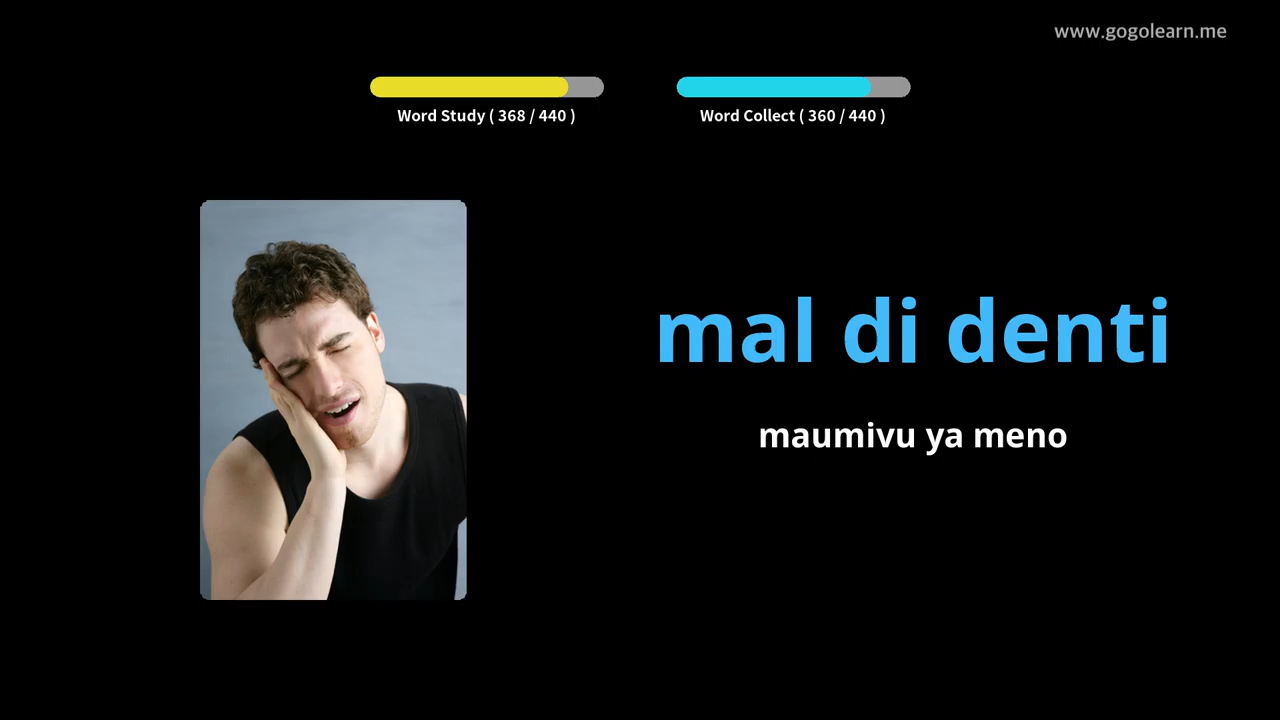 www.gogolearn.me
Word Study ( 368 / 440 )
Word Collect ( 360 / 440 )
mal di denti
maumivu ya meno